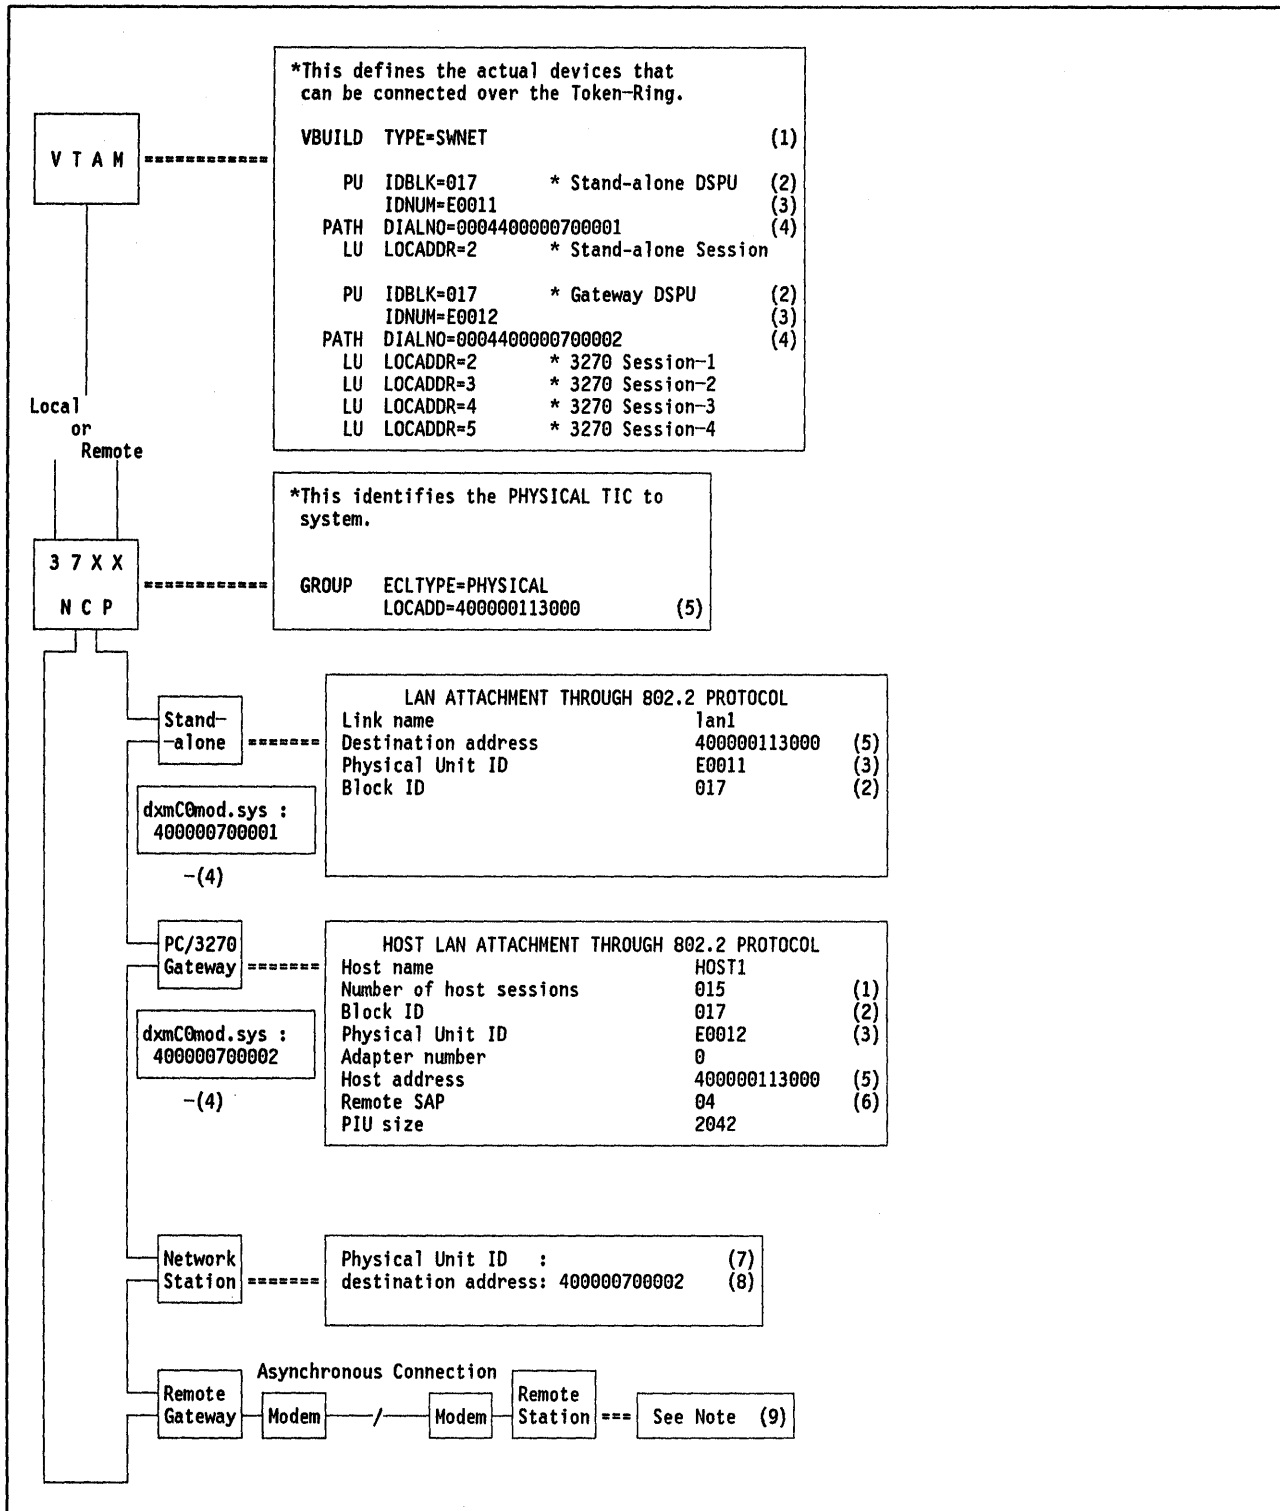 *This defines the actual devices that
can be connected over the Token-Ring.
VBUILD TYPE=SWNET (1)
V T A M ============
PU IDBLK=017 * Stand-alone DSPU (2)
IDNUM=E0011 (3)
PATH DIALNO=0004400000700001 (4)
LU LOCADDR=2 * Stand-alone Session
PU IDBLK=017 * Gateway DSPU (2)
IDNUM=E0012 (3)
PATH DIALNO=0004400000700002 (4)
LU LOCADDR=2 * 3270 Session-1
LU LOCADDR=3 * 3270 Session-2
LU LOCADDR=4 * 3270 Session-3
LU LOCADDR=5 * 3270 Session-4
Local
or
Remote
*This identifies the PHYSICAL TIC to
system.
3 7 X X
N C P
============
GROUP ECLTYPE=PHYSICAL
LOCADD=400000113000 (5)
Stand-
-alone =======
LAN ATTACHMENT THROUGH 802.2 PROTOCOL
Link name lan1
Destination address 400000113000 (5)
Physical Unit ID E0011 (3)
Block ID 017 (2)
dxmC0mod.sys :
400000700001
-(4)
PC/3270
Gateway =======
HOST LAN ATTACHMENT THROUGH 802.2 PROTOCOL
Host name HOST1
Number of host sessions 015 (1)
Block ID 017 (2)
Physical Unit ID E0012 (3)
Adapter number 0
Host address 400000113000 (5)
Remote SAP 04 (6)
PIU size 2042
dxmC0mod.sys :
400000700002
-(4)
Network
Station =======
Physical Unit ID : (7)
destination address: 400000700002 (8)
Asynchronous Connection
Remote
Gateway
Modem
/
Modem
Remote
Station ===
See Note (9)